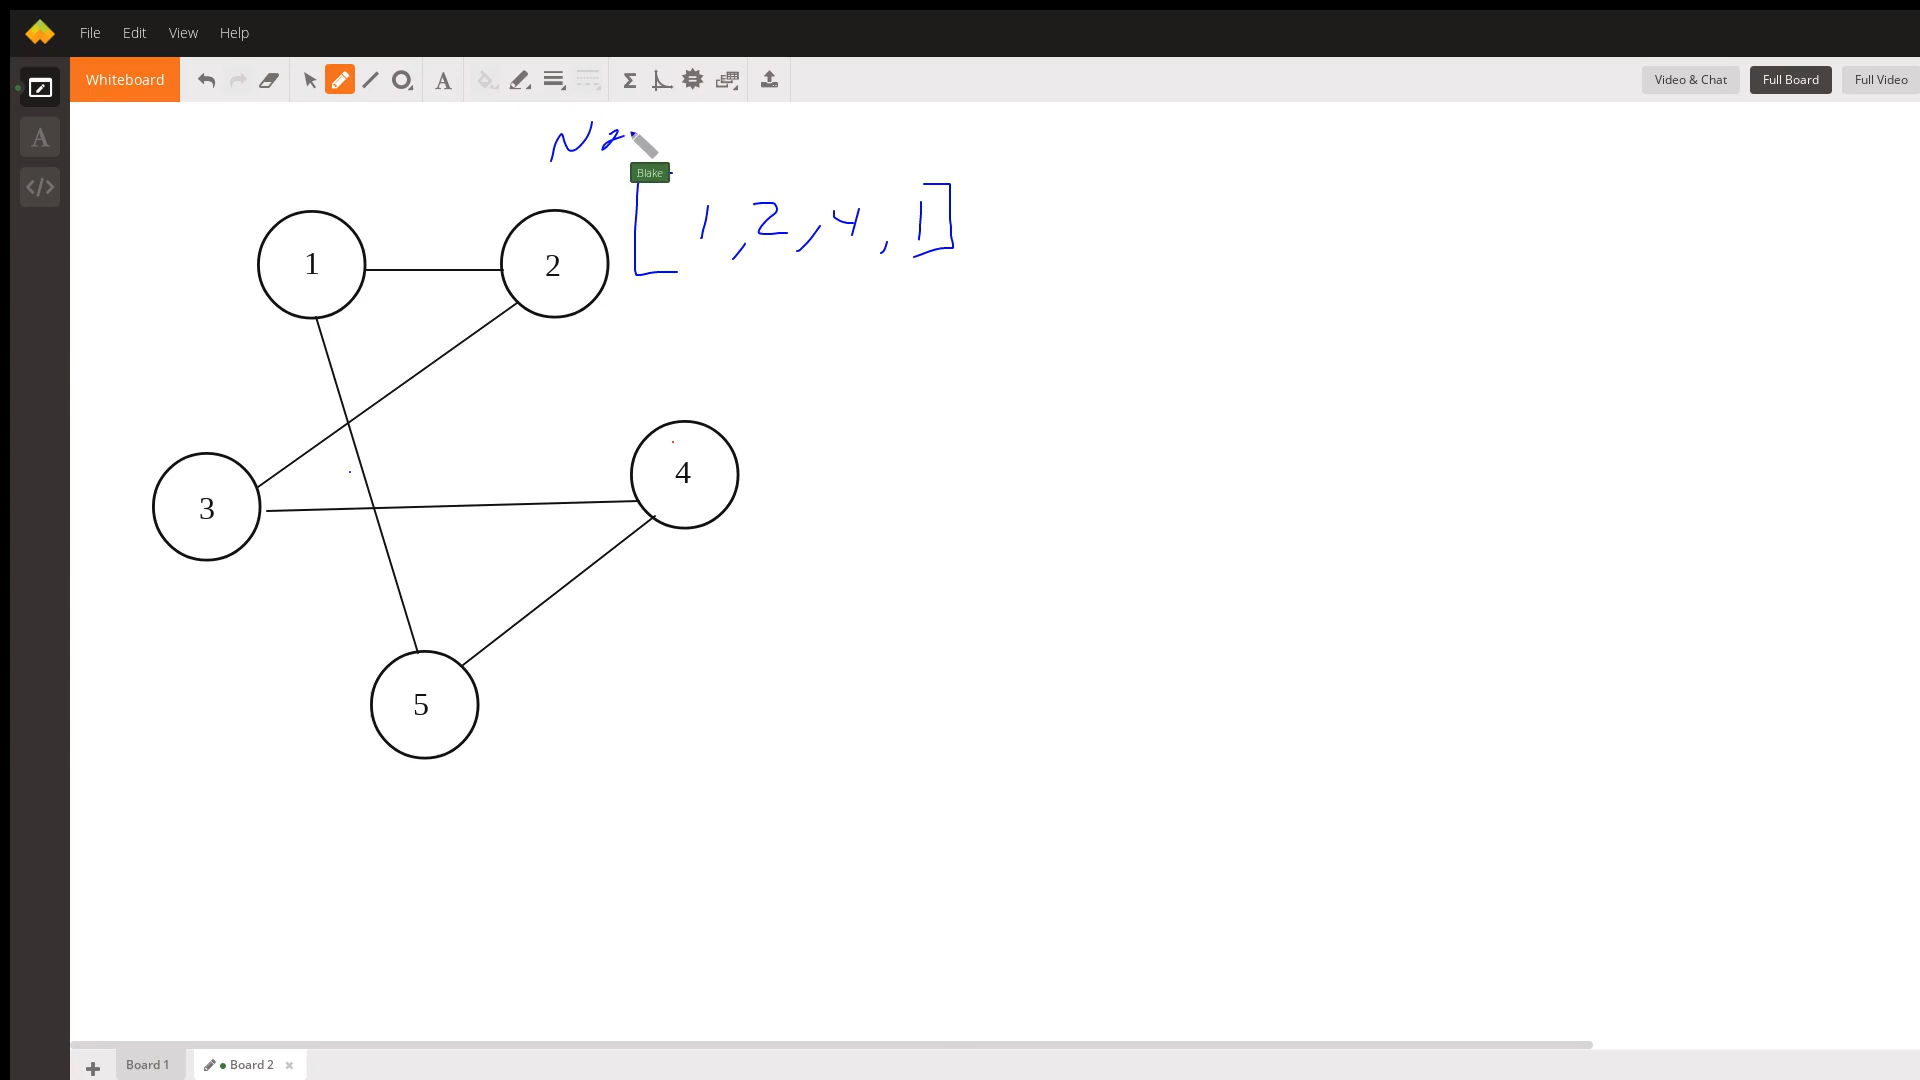 File Edit View Help
Whiteboard A Σ Video & Chat Full Board Full Video
A
Blake
[ 1, 2, 4, 1]
1 2
4
3
5
Board 1 Board 2